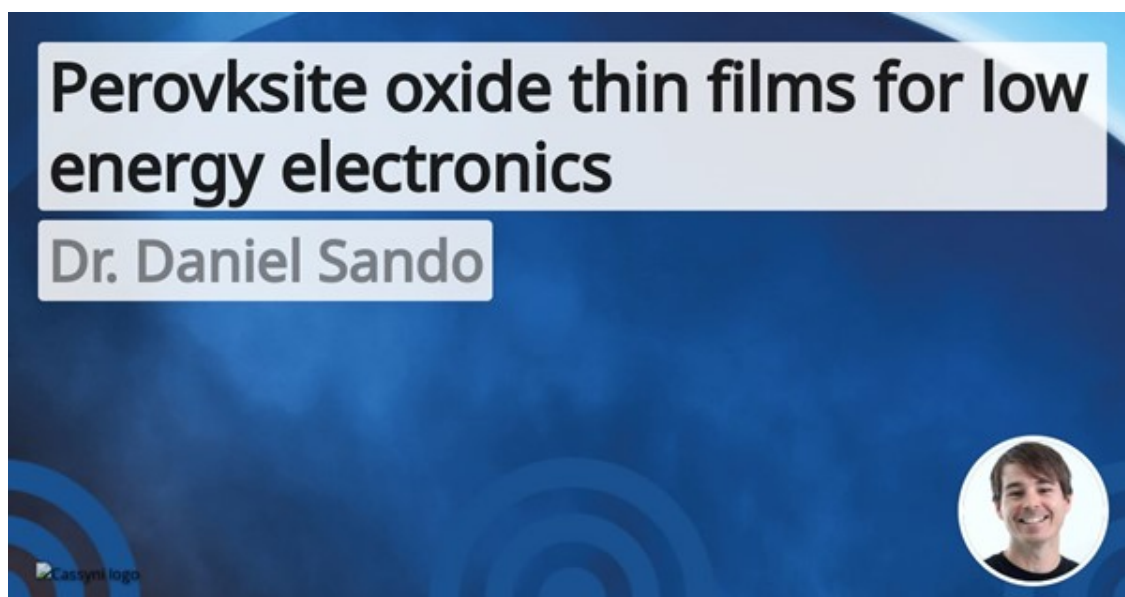 Perovksite oxide thin films for low
energy electronics
Dr. Daniel Sando
Cassyni logo